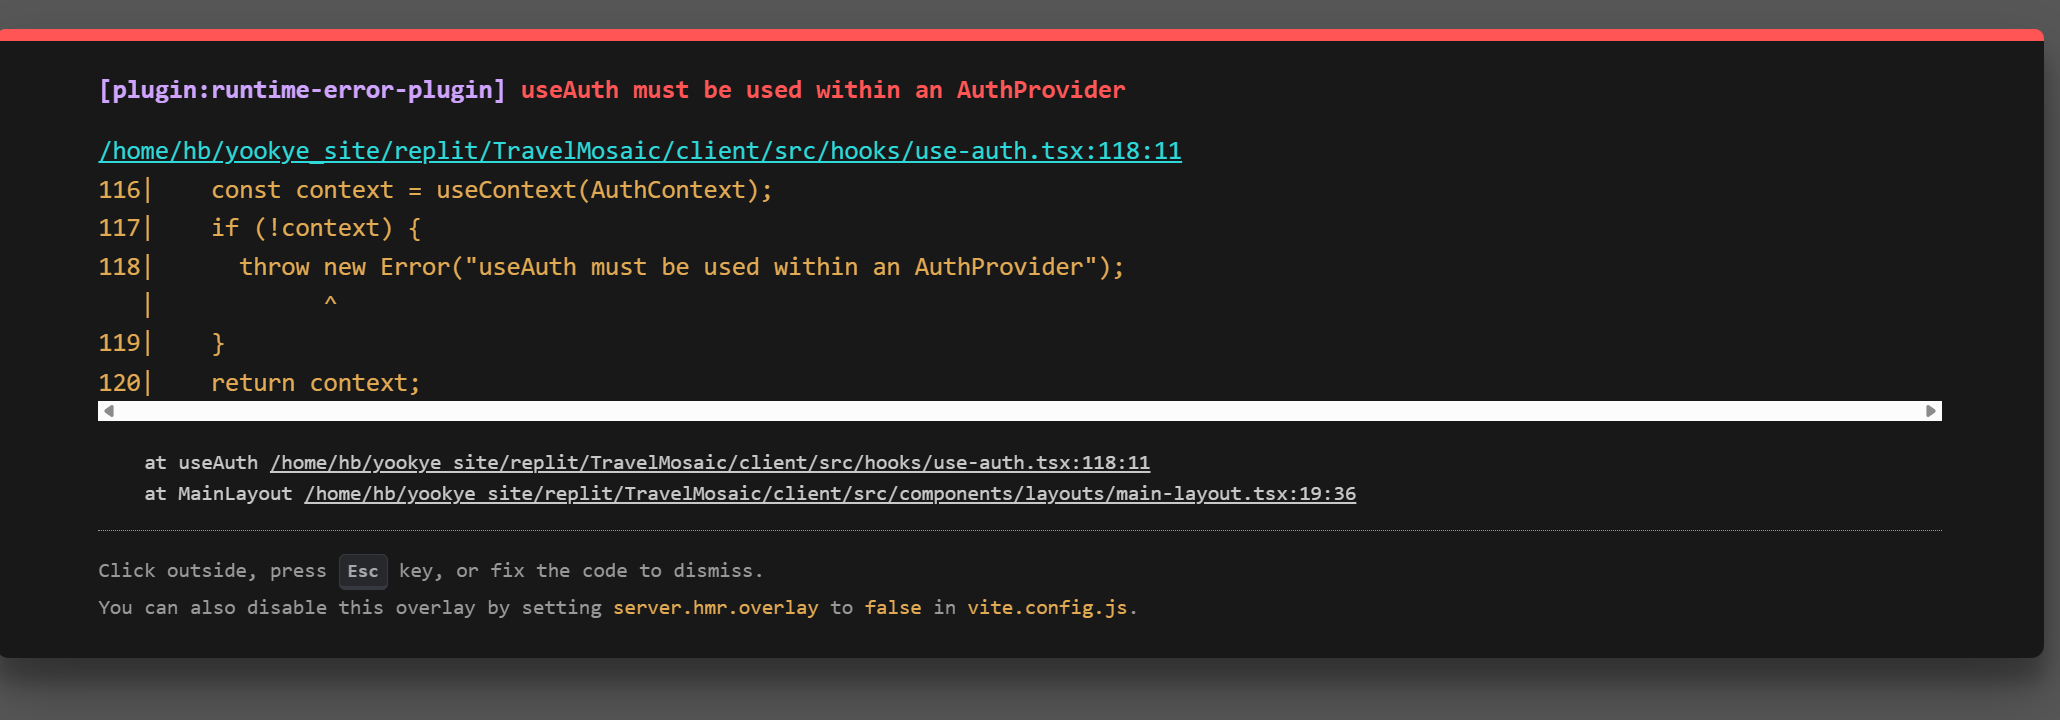 [plugin:runtime-error-plugin] useAuth must be used within an AuthProvider
/home/hb/yookye_site/replit/TravelMosaic/client/src/hooks/use-auth.tsx:118:11
116|    const context = useContext(AuthContext);
117|    if (!context) {
118|      throw new Error("useAuth must be used within an AuthProvider");
   |            ^
119|    }
120|    return context;
at useAuth /home/hb/yookye_site/replit/TravelMosaic/client/src/hooks/use-auth.tsx:118:11
at MainLayout /home/hb/yookye_site/replit/TravelMosaic/client/src/components/layouts/main-layout.tsx:19:36
Click outside, press Esc key, or fix the code to dismiss.
You can also disable this overlay by setting server.hmr.overlay to false in vite.config.js.